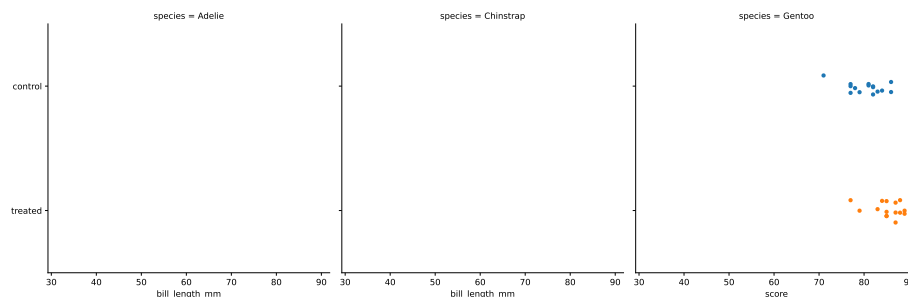 species = Adelie
species = Chinstrap
species = Gentoo
control
treated
30 40 50 60 70 80 90
30 40 50 60 70 80 90
30 40 50 60 70 80
bill_length_mm
bill_length_mm
score